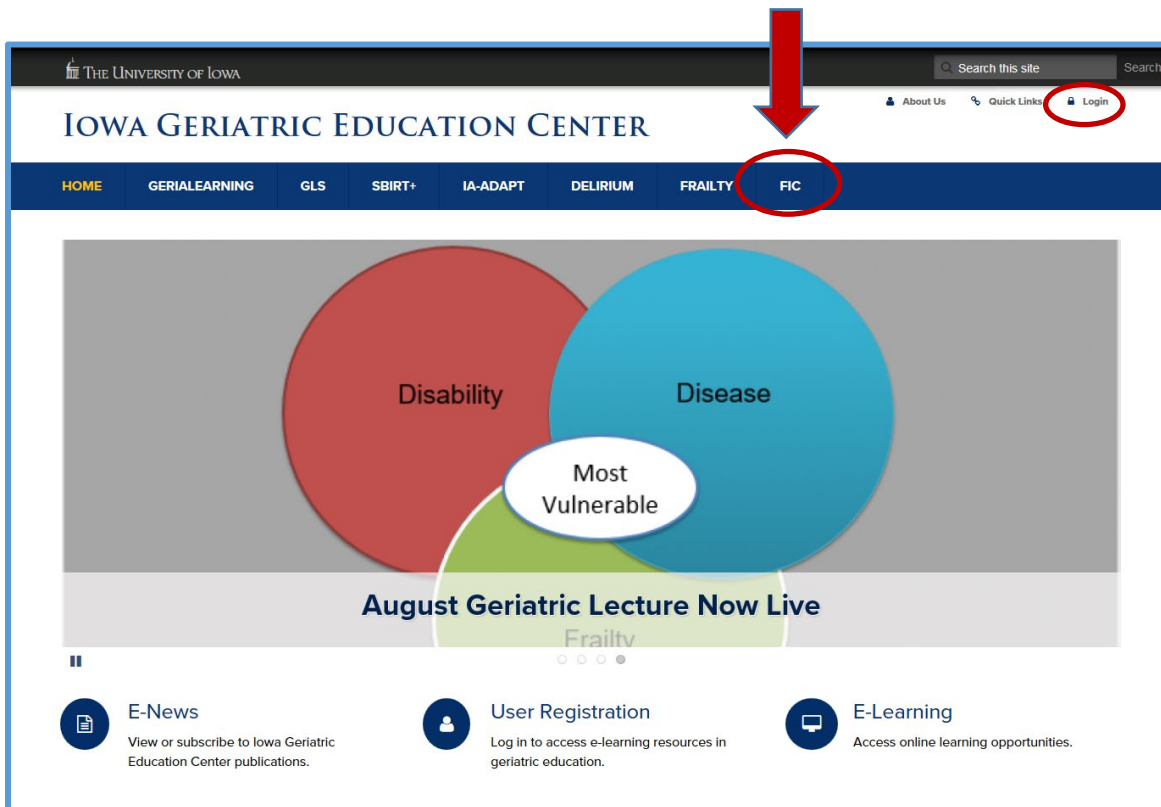 THE UNIVERSITY OF IOWA
Search this site
Search
About Us
Quick Links
Login
IOWA GERIATRIC EDUCATION CENTER
HOME
GERIALEARNING
GLS
SBIRT+
IA-ADAPT
DELIRIUM
FRAILTY
FIC
Disability
Disease
Most
Vulnerable
August Geriatric Lecture Now Live
Frailty
E-News
View or subscribe to Iowa Geriatric
Education Center publications.
User Registration
Log in to access e-learning resources in
geriatric education.
E-Learning
Access online learning opportunities.